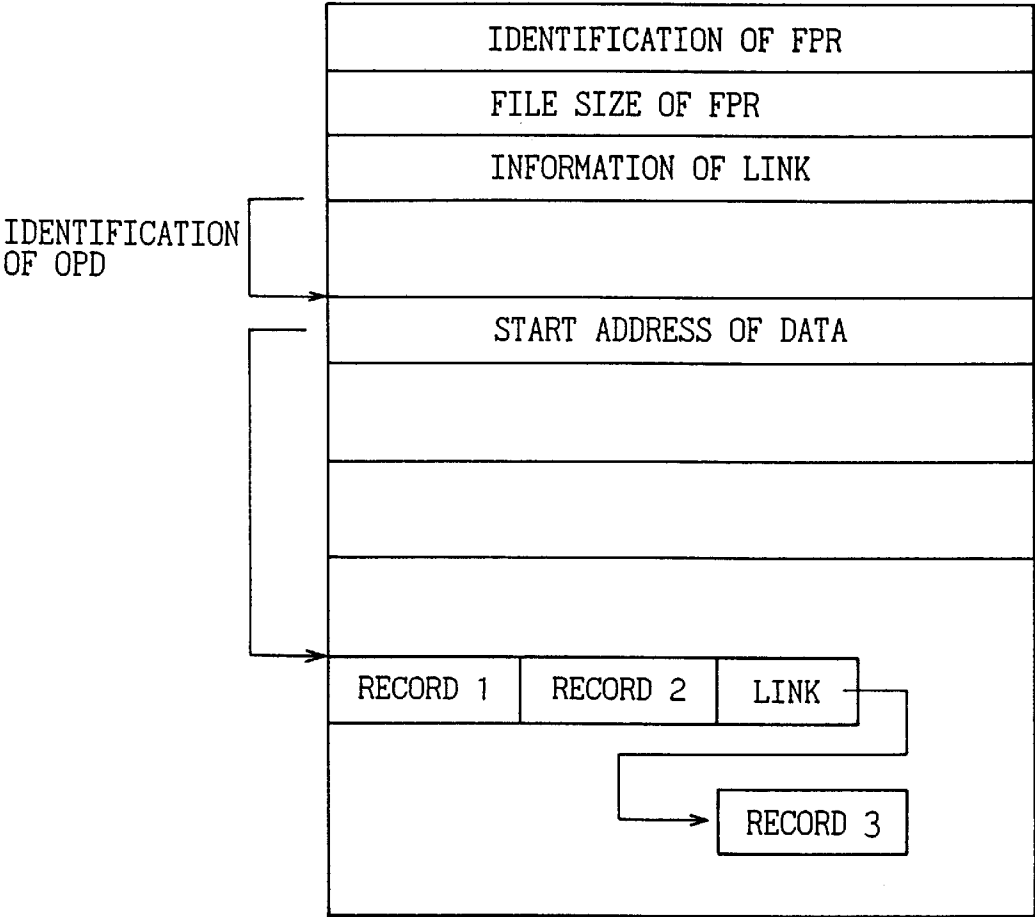 IDENTIFICATION OF FPR
FILE SIZE OF FPR
INFORMATION OF LINK
IDENTIFICATION
OF OPD
START ADDRESS OF DATA
RECORD 1
RECORD 2
LINK
RECORD 3